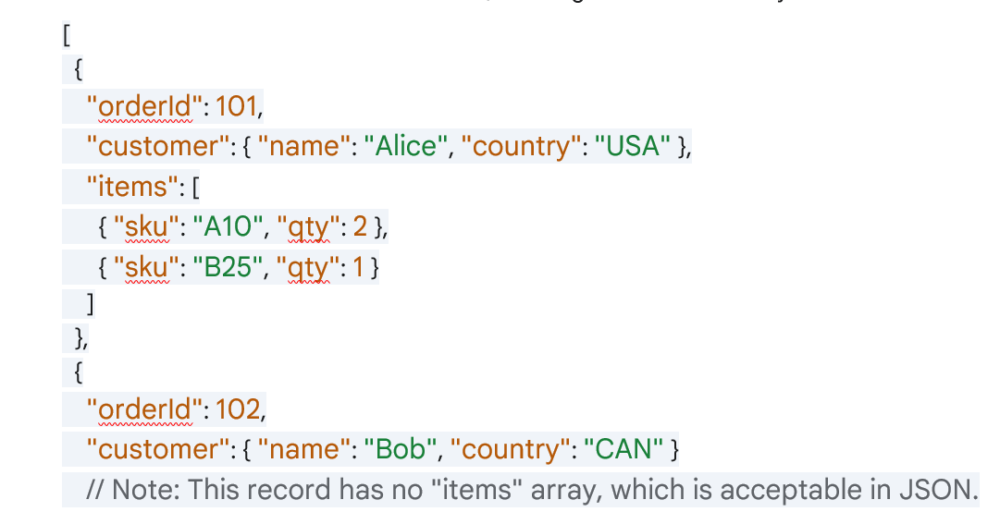 [
{
"orderId": 101,
"customer": { "name": "Alice", "country": "USA" },
"items": [
{ "sku": "A10", "qty": 2 },
{ "sku": "B25", "qty": 1 }
]
},
{
"orderId": 102,
"customer": { "name": "Bob", "country": "CAN" }
// Note: This record has no "items" array, which is acceptable in JSON.